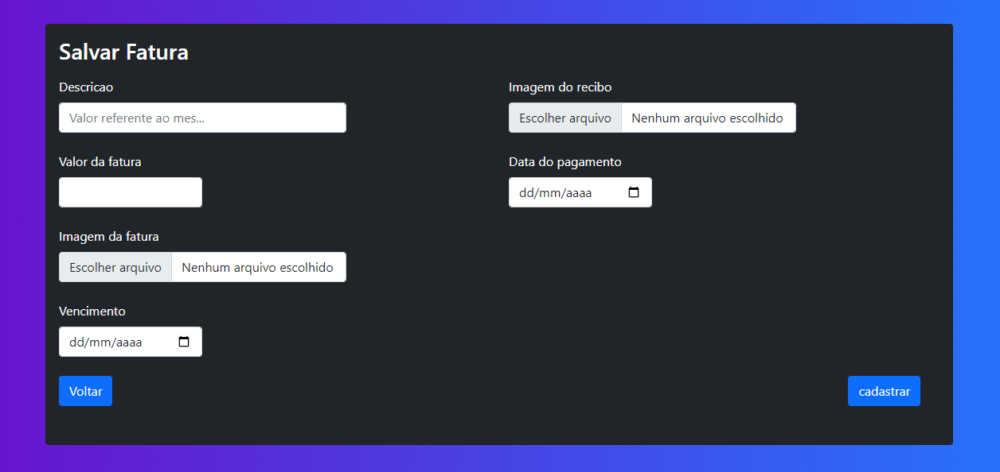 Salvar Fatura
Descricao
Valor referente ao mes...
Valor da fatura
Imagem da fatura
Escolher arquivo Nenhum arquivo escolhido
Vencimento
dd/mm/aaaa
Voltar
Imagem do recibo
Escolher arquivo Nenhum arquivo escolhido
Data do pagamento
dd/mm/aaaa
cadastrar